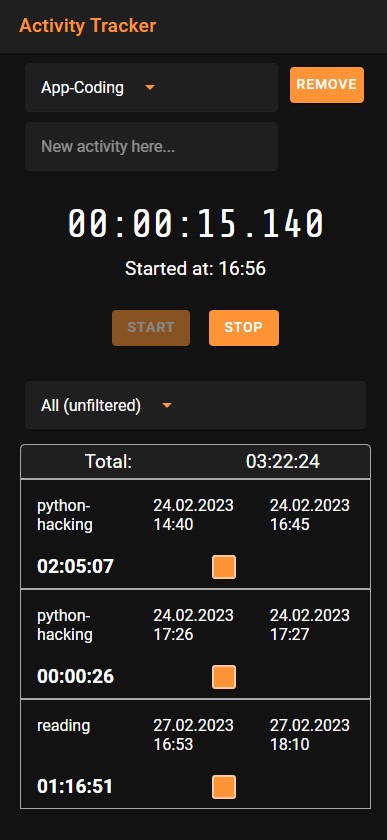 Activity Tracker
App-Coding
REMOVE
New activity here...
00:00:15.140
Started at: 16:56
START
STOP
All (unfiltered)
Total: 03:22:24
python- 24.02.2023 24.02.2023
hacking 14:40 16:45
02:05:07
python- 24.02.2023 24.02.2023
hacking 17:26 17:27
00:00:26
reading 27.02.2023 27.02.2023
16:53 18:10
01:16:51